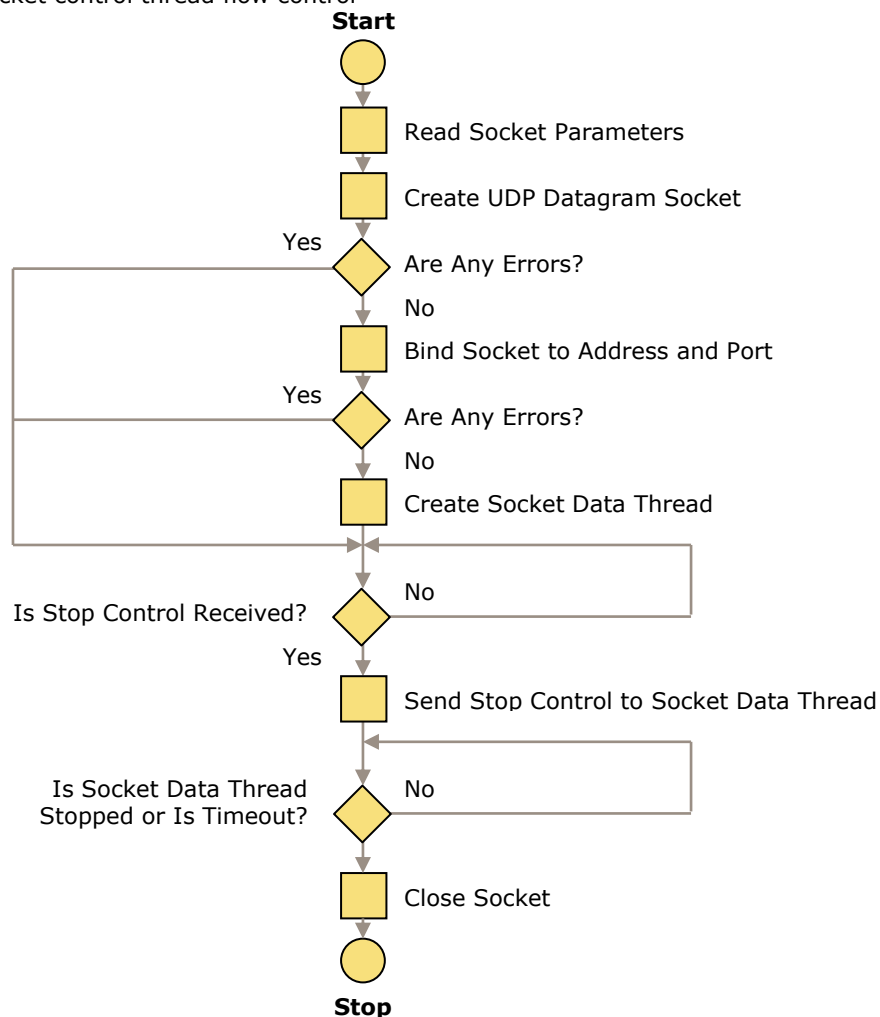 control thread
Start
Read Socket Parameters
Create UDP Datagram Socket
Yes
Are Any Errors?
No
Bind Socket to Address and Port
Yes
Are Any Errors?
No
Create Socket Data Thread
No
Is Stop Control Received?
Yes
Send Stop Control to Socket Data Thread
Is Socket Data Thread
No
Stopped or Is Timeout?
Close Socket
Stop